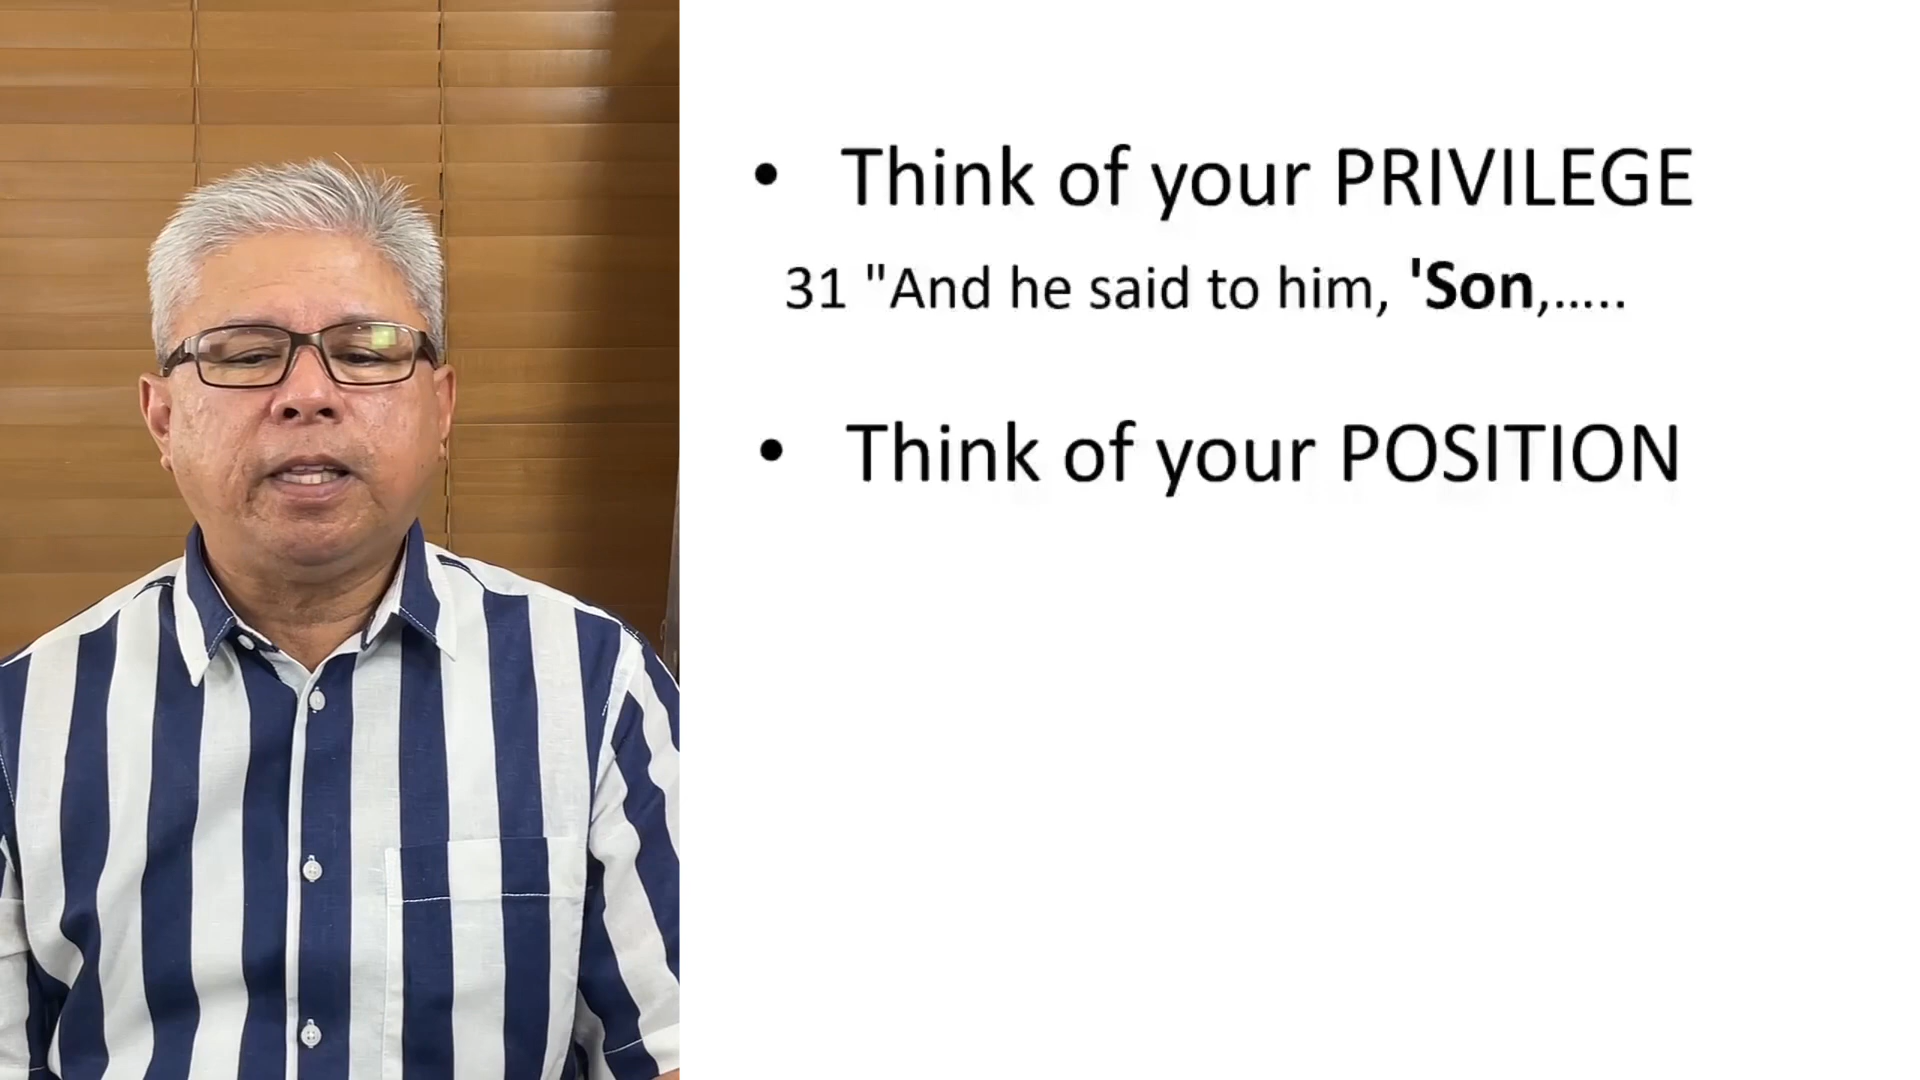 • Think of your PRIVILEGE
31 "And he said to him, 'Son,.....
• Think of your POSITION